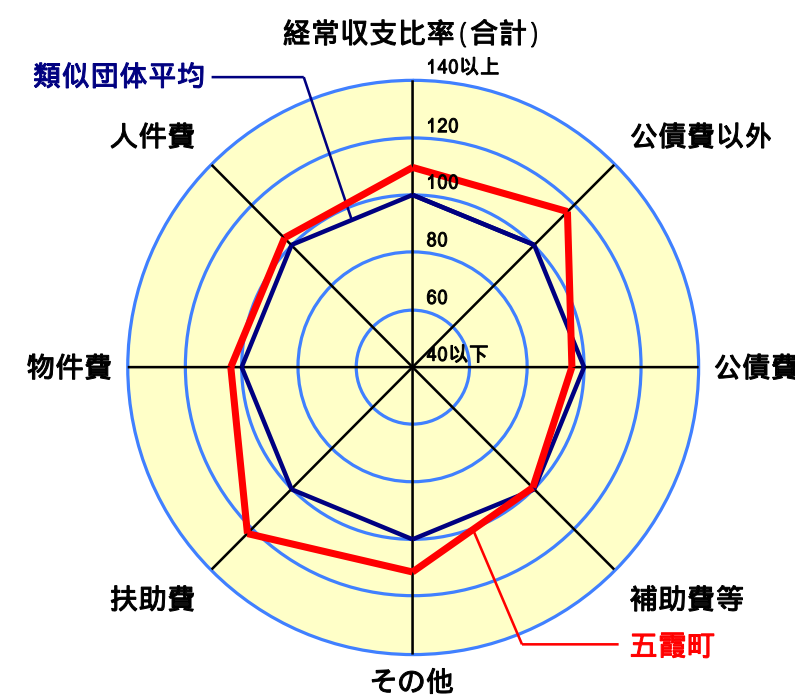 経常収支比率(合計)
140以上
類似団体平均
120
人件費
公債費以外
100
80
60
40以下
物件費
公債費
扶助費
補助費等
五霞町
その他